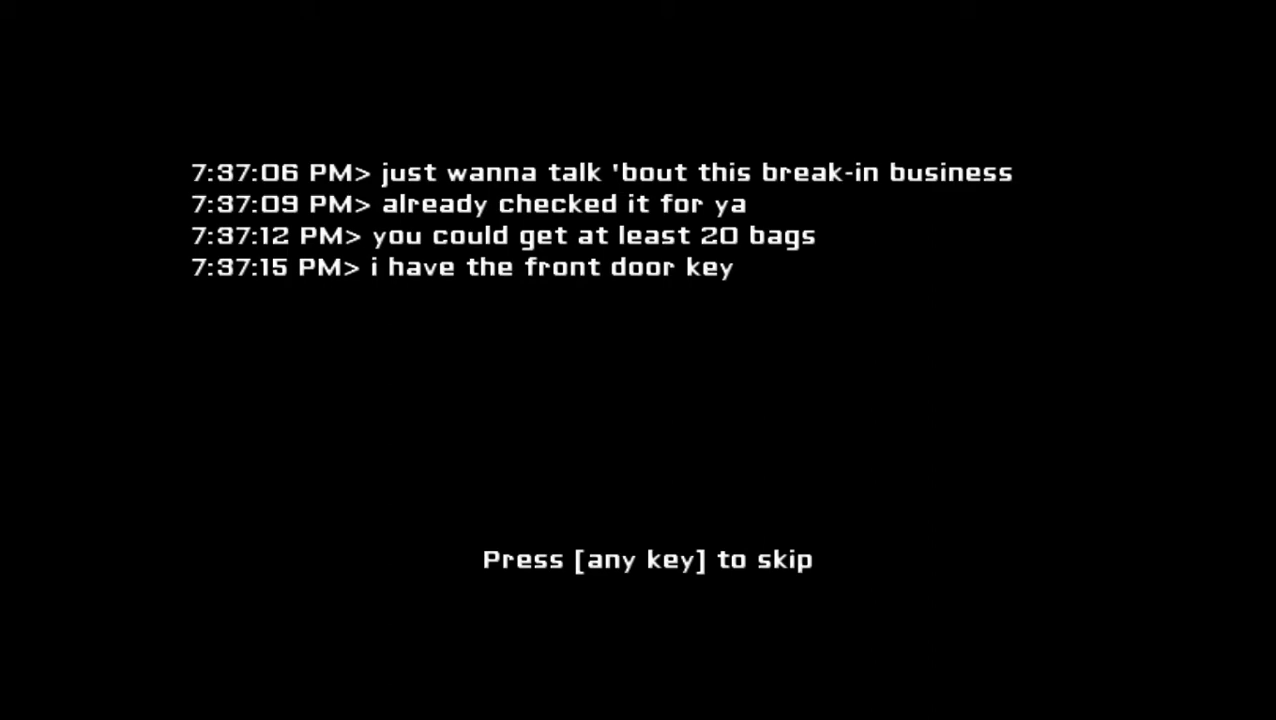 7:37:06 PM> just wanna talk 'bout this break-in business
7:37:09 PM> already checked it for ya
7:37:12 PM> you could get at least 20 bags
7:37:15 PM> i have the front door key
Press [any key] to skip